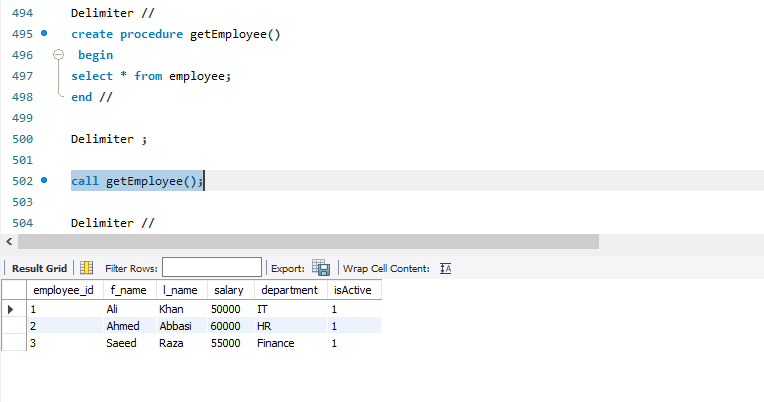 494 Delimiter //
495 create procedure getEmployee()
496 begin
497 select * from employee;
498 end //
499
500 Delimiter ;
501
502 call getEmployee();
503
504 Delimiter //
Result Grid Filter Rows: Export: Wrap Cell Content:
employee_id f_name l_name salary department isActive
1 Ali Khan 50000 IT 1
2 Ahmed Abbasi 60000 HR 1
3 Saeed Raza 55000 Finance 1